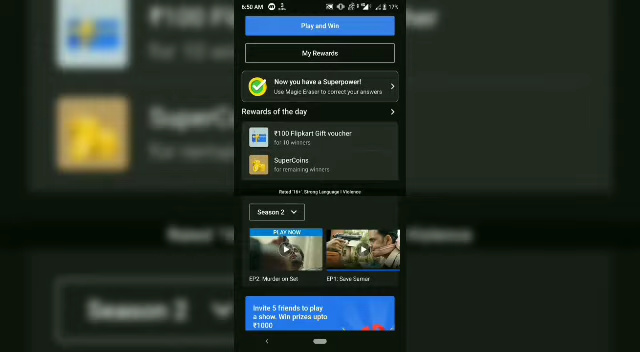 6:50 AM
17%
Play and Win
My Rewards
Now you have a Superpower!
Use Magic Eraser to correct your answers
Rewards of the day
₹100 Flipkart Gift voucher
for 10 winners
SuperCoins
for remaining winners
Rated '16+', Strong Language | Violence
Season 2
PLAY NOW
EP2: Murder on Set
EP1: Save Samar
Invite 5 friends to play
a show. Win prizes upto
₹1000